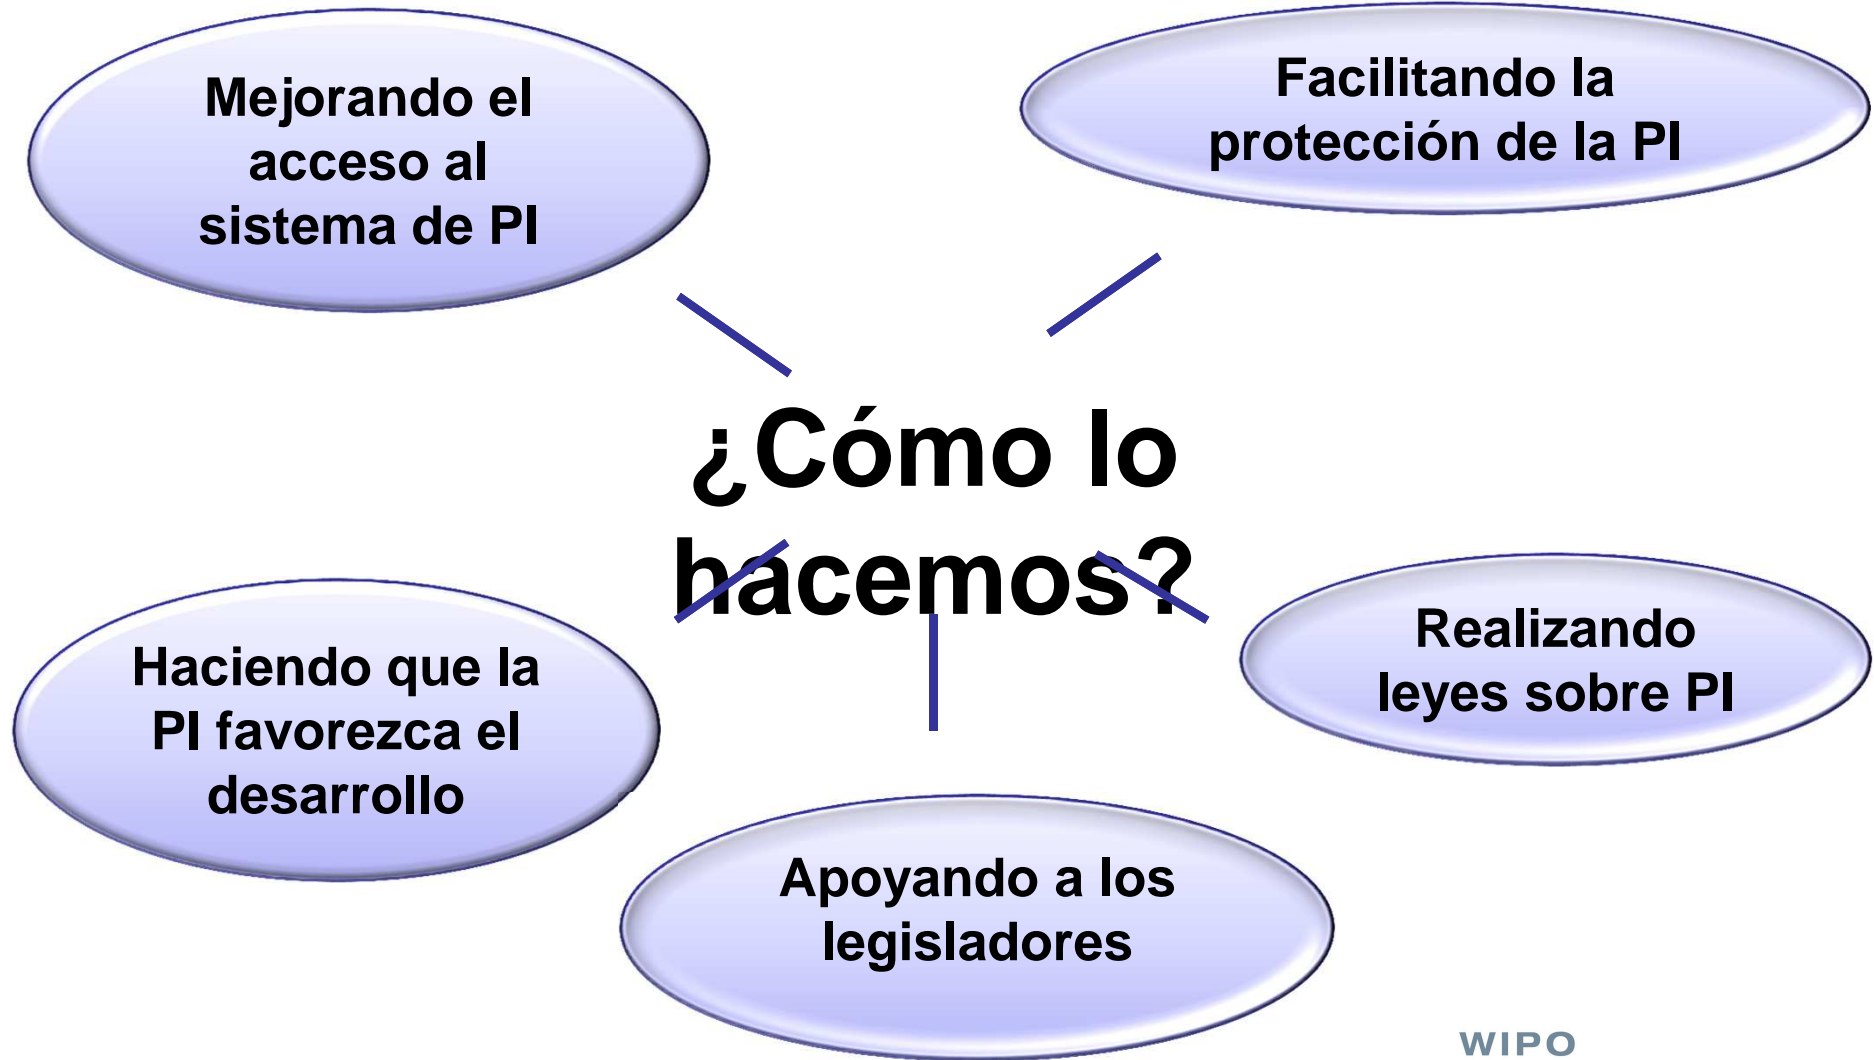 Mejorando el
acceso al
sistema de PI
Facilitando la
protección de la PI
¿Cómo lo
hacemos?
Haciendo que la
PI favorezca el
desarrollo
Realizando
leyes sobre PI
Apoyando a los
legisladores
WIPO